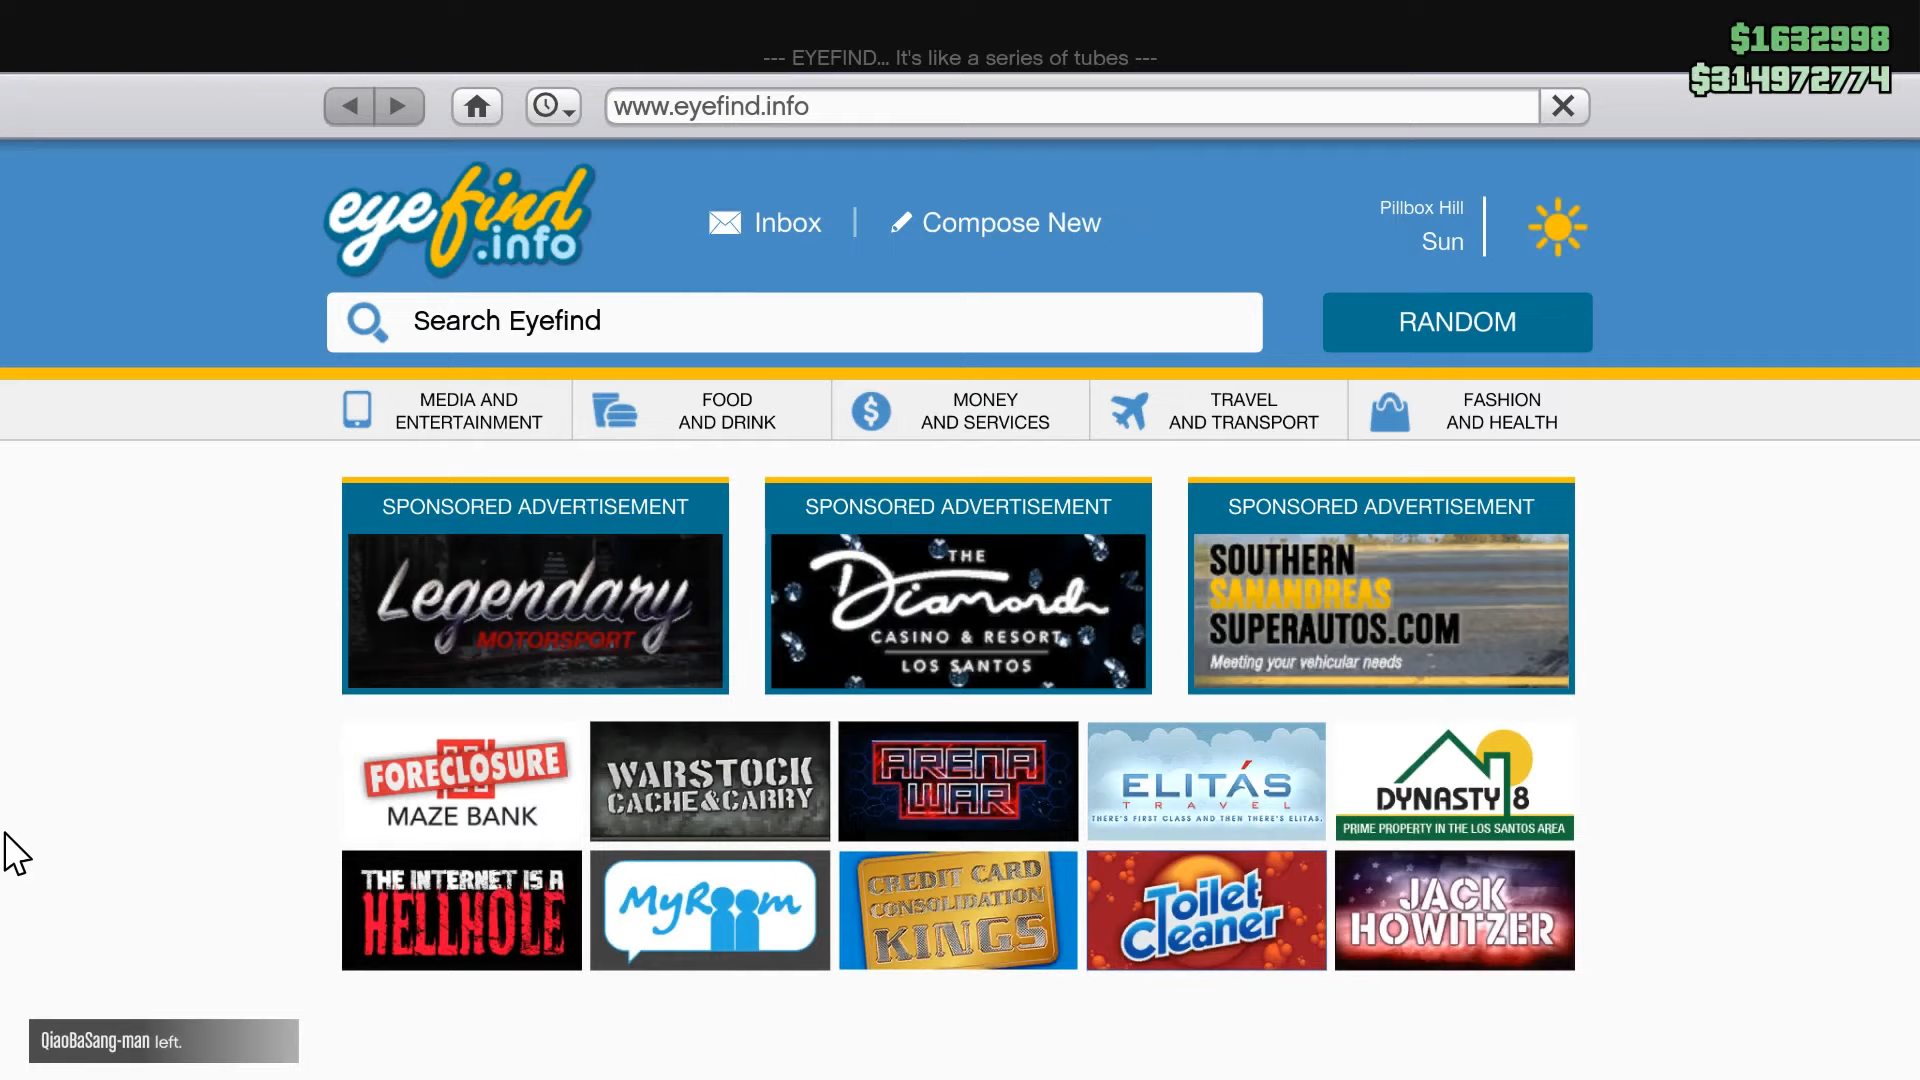 $1632998
--- EYEFIND... It's like a series of tubes ---
$314972774
www.eyefind.info
eyefind
.info
Inbox
Compose New
Pillbox Hill
Sun
Search Eyefind
RANDOM
MEDIA AND
ENTERTAINMENT
FOOD
AND DRINK
MONEY
AND SERVICES
TRAVEL
AND TRANSPORT
FASHION
AND HEALTH
SPONSORED ADVERTISEMENT
Legendary
MOTORSPORT
SPONSORED ADVERTISEMENT
THE
Diamond
CASINO & RESORT
LOS SANTOS
SPONSORED ADVERTISEMENT
SOUTHERN
SANANDREAS
SUPERAUTOS.COM
Meeting your vehicular needs
FORECLOSURE
MAZE BANK
WARSTOCK
CACHE&CARRY
ARENA
WAR
ELITÁS
TRAVEL
THERE'S FIRST CLASS AND THEN THERE'S ELITAS.
DYNASTY 8
PRIME PROPERTY IN THE LOS SANTOS AREA
THE INTERNET IS A
HELLHOLE
MyRoom
CREDIT CARD
CONSOLIDATION
KINGS
Toilet
Cleaner
JACK
HOWITZER
QiaoBaSang-man left.